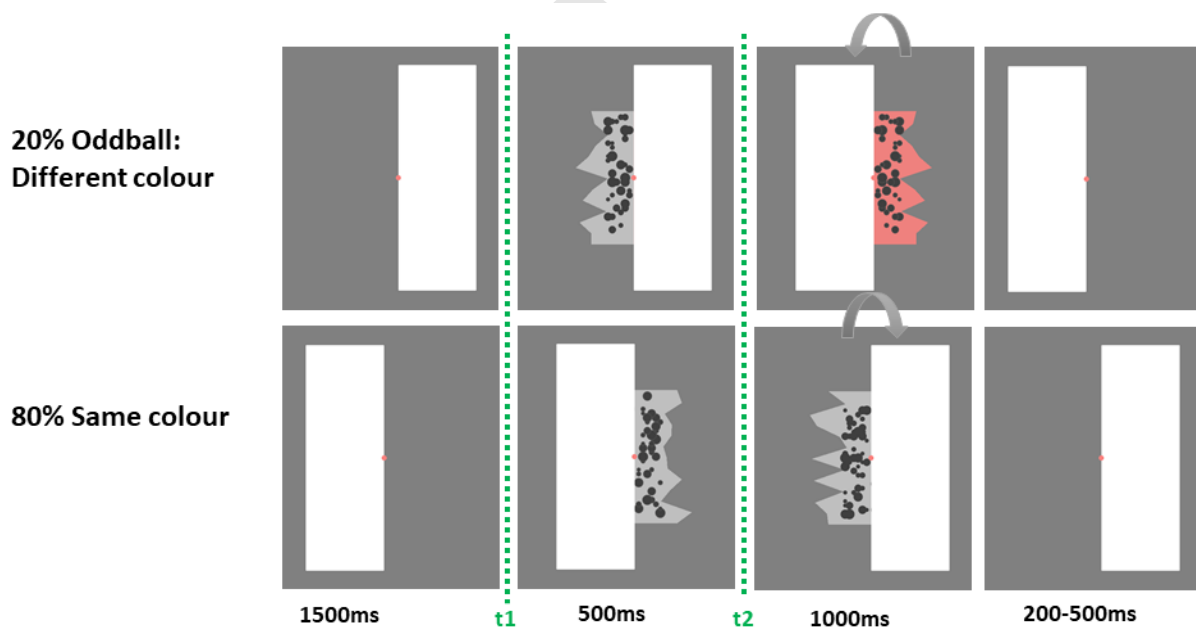 20% Oddball:
Different colour
80% Same colour
1500ms
t1
500ms
t2
1000ms
200-500ms